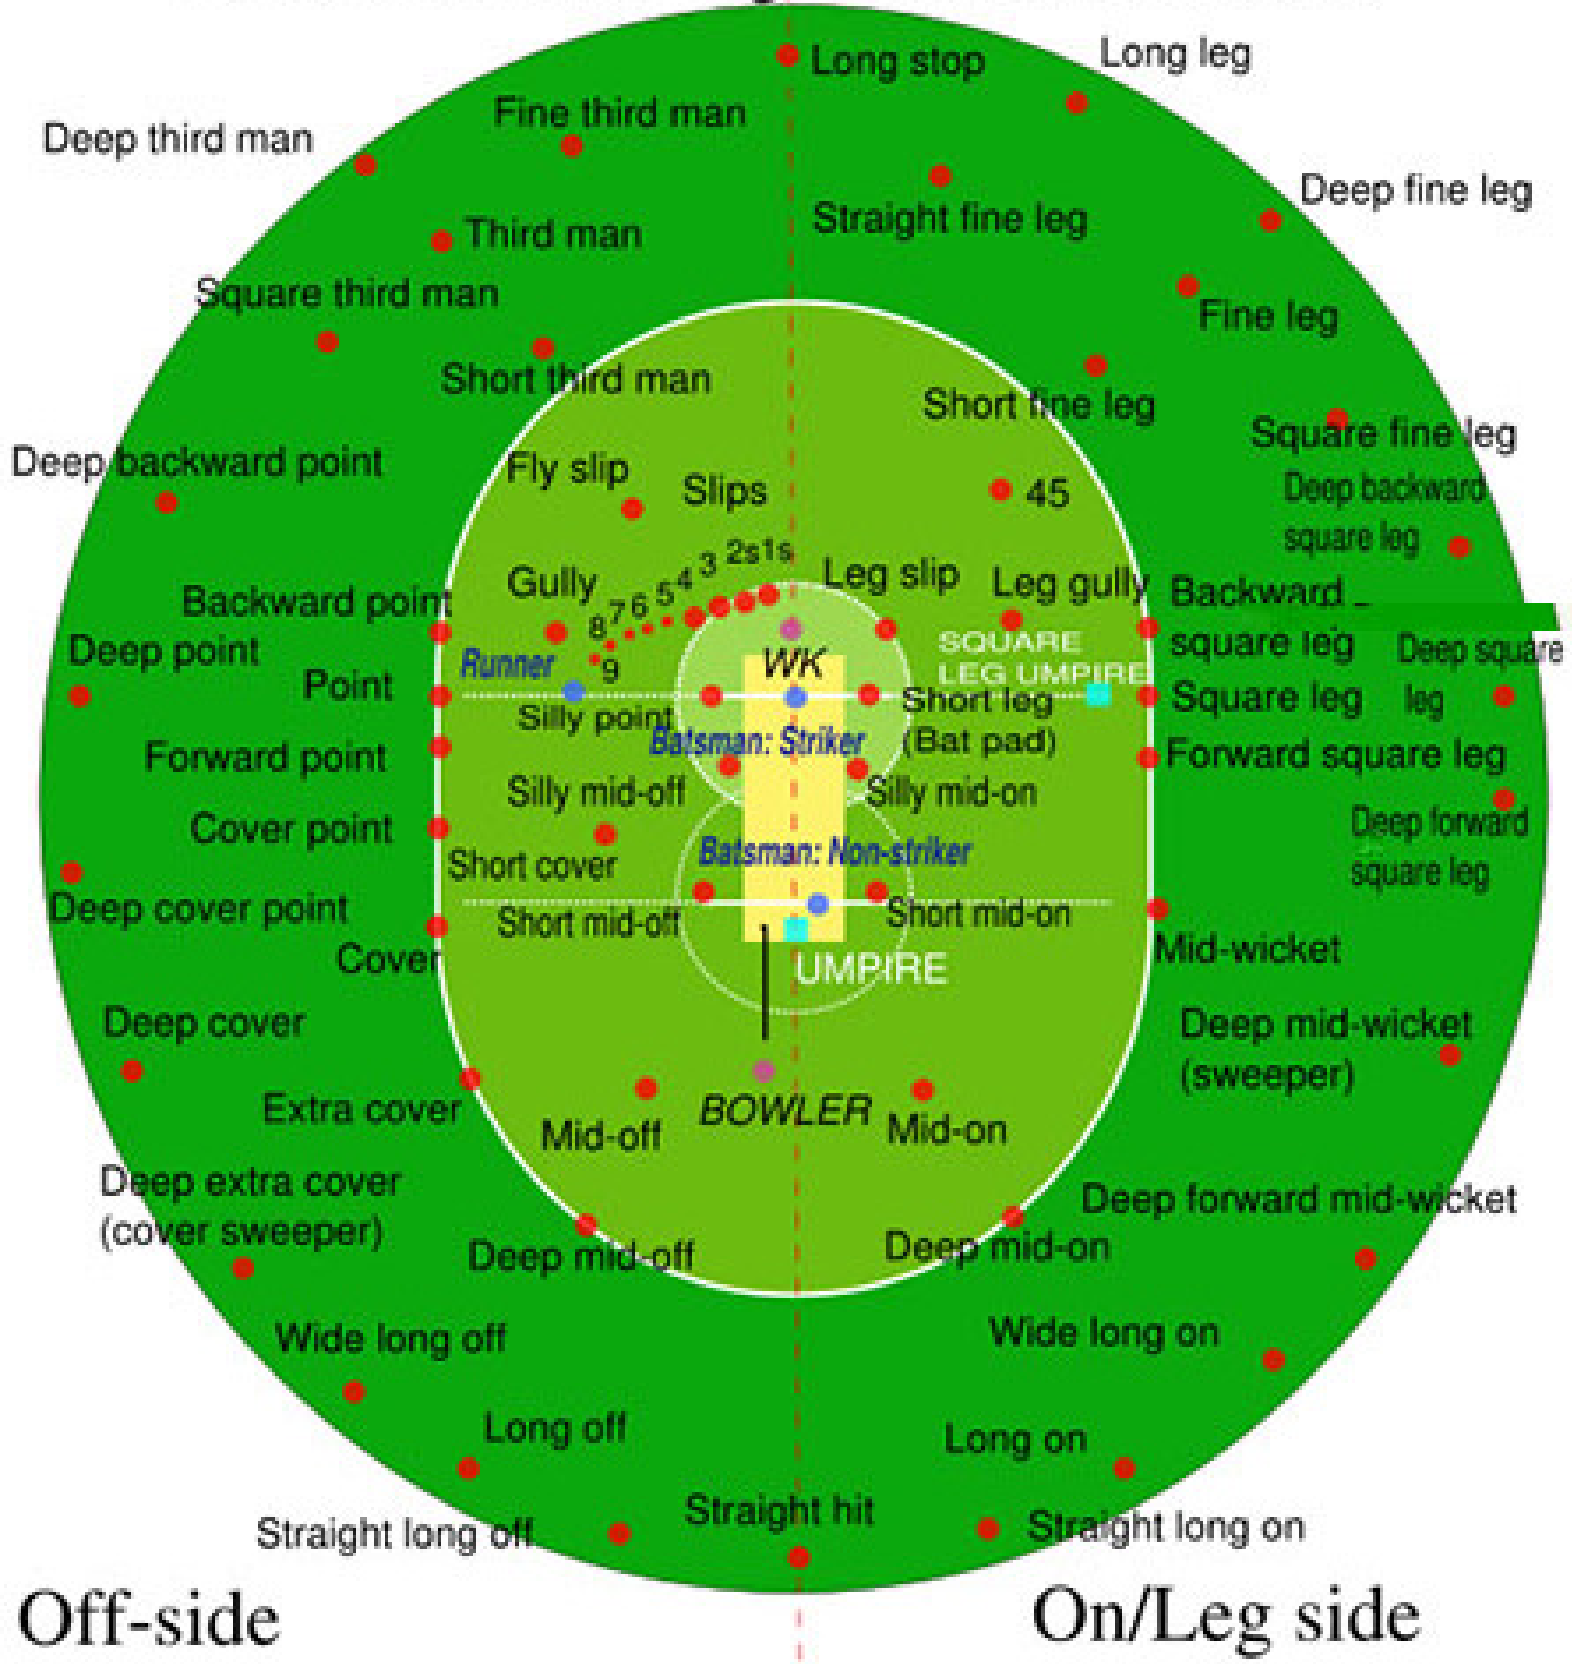 Long stop
Long leg
Fine third man
Deep third man
Deep fine leg
Straight fine leg
Third man
Square third man
Fine leg
Short third man
Short fine leg
Square fine leg
Deep backward point
Fly slip
Slips
45
Deep backward
square leg
2s1s
3
4
5
6
7
8
9
Gully
Leg slip
Leg gully
Backward
square leg
Backward point
SQUARE
LEG UMPIRE
Deep point
Runner
WK
Deep square
leg
Point
Short leg
(Bat pad)
Square leg
Silly point
Batsman: Striker
Forward point
Forward square leg
Silly mid-off
Silly mid-on
Cover point
Deep forward
square leg
Short cover
Batsman: Non-striker
Deep cover point
Short mid-off
Short mid-on
Cover
UMPIRE
Mid-wicket
Deep cover
Deep mid-wicket
(sweeper)
Extra cover
BOWLER
Mid-off
Mid-on
Deep extra cover
(cover sweeper)
Deep forward mid-wicket
Deep mid-off
Deep mid-on
Wide long off
Wide long on
Long off
Long on
Straight hit
Straight long off
Straight long on
Off-side
On/Leg side